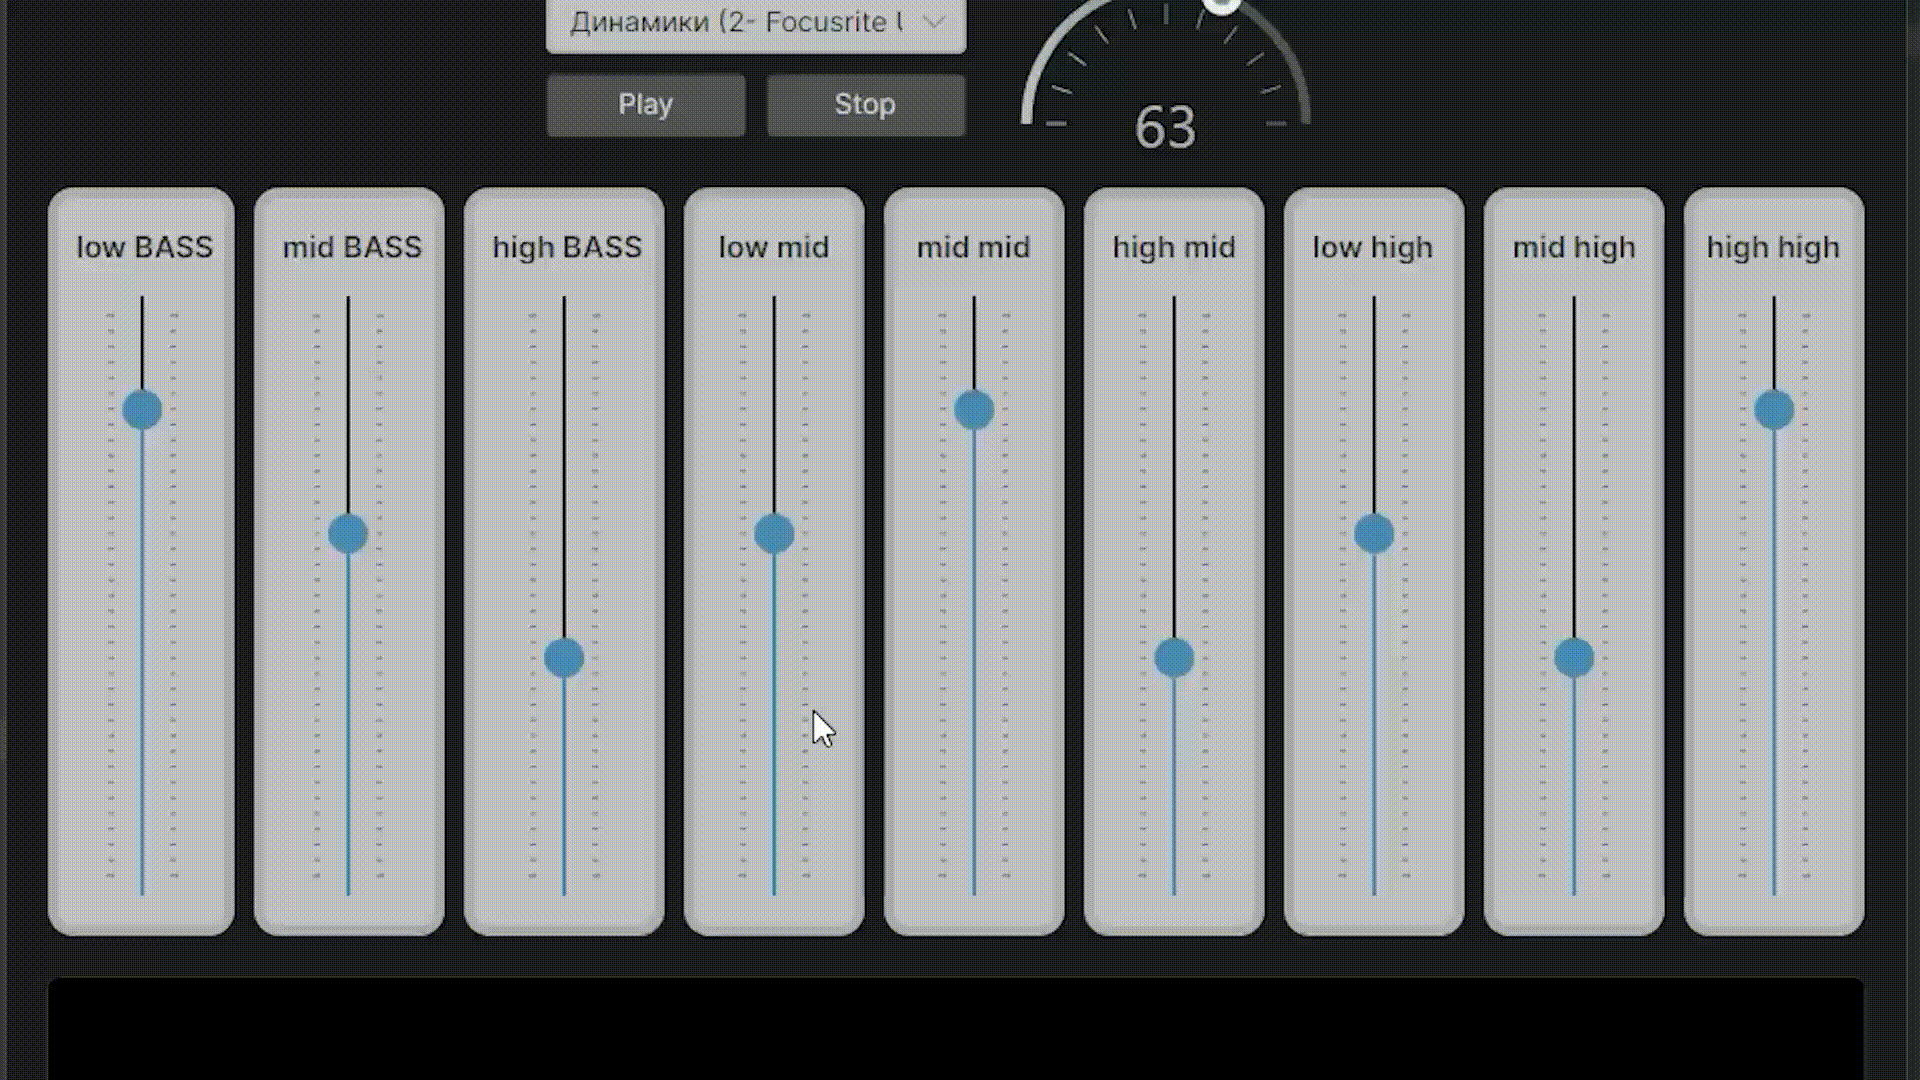 Динамики (2- Focusrite
Play
Stop
63
low BASS
mid BASS
high BASS
low mid
mid mid
high mid
low high
mid high
high high